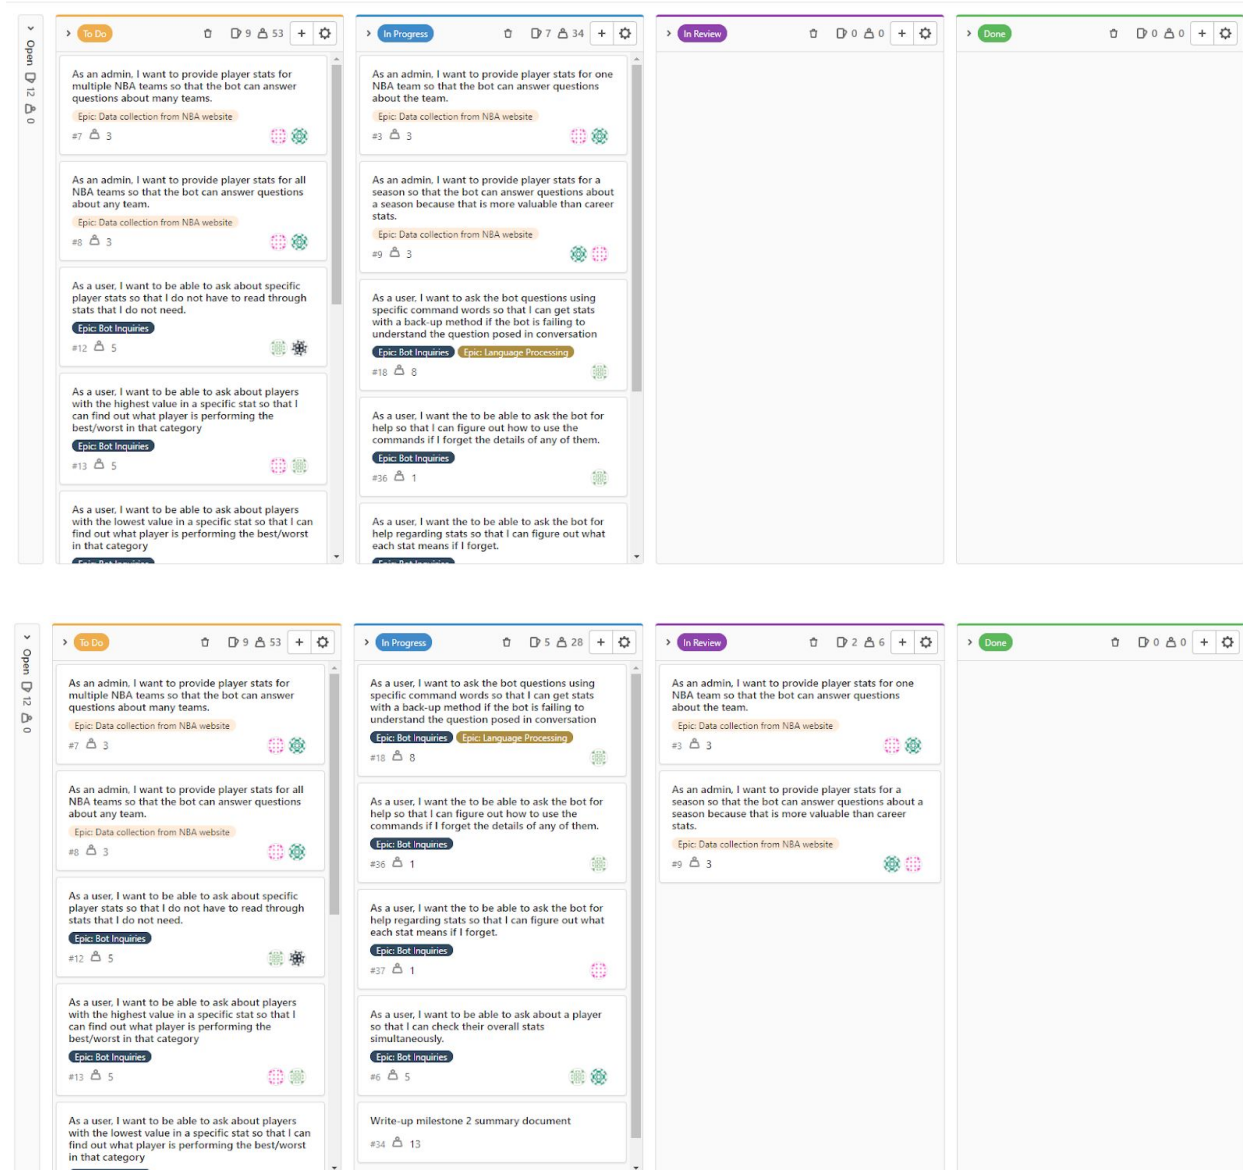 Open 12 0
To Do 9 53 +
As an admin, I want to provide player stats for
multiple NBA teams so that the bot can answer
questions about many teams.
Epic: Data collection from NBA website
#7 3
As an admin, I want to provide player stats for all
NBA teams so that the bot can answer questions
about any team.
Epic: Data collection from NBA website
#8 3
As a user, I want to be able to ask about specific
player stats so that I do not have to read through
stats that I do not need.
Epic: Bot Inquiries
#12 5
As a user, I want to be able to ask about players
with the highest value in a specific stat so that I
can find out what player is performing the
best/worst in that category
Epic: Bot Inquiries
#13 5
As a user, I want to be able to ask about players
with the lowest value in a specific stat so that I can
find out what player is performing the best/worst
in that category
In Progress 7 34 +
As an admin, I want to provide player stats for one
NBA team so that the bot can answer questions
about the team.
Epic: Data collection from NBA website
#3 3
As an admin, I want to provide player stats for a
season so that the bot can answer questions about
a season because that is more valuable than career
stats.
Epic: Data collection from NBA website
#9 3
As a user, I want to ask the bot questions using
specific command words so that I can get stats
with a back-up method if the bot is failing to
understand the question posed in conversation
Epic: Bot Inquiries Epic: Language Processing
#18 8
As a user, I want the to be able to ask the bot for
help so that I can figure out how to use the
commands if I forget the details of any of them.
Epic: Bot Inquiries
#36 1
As a user, I want the to be able to ask the bot for
help regarding stats so that I can figure out what
each stat means if I forget.
In Review 0 0 +
Done 0 0 +
Open 12 0
To Do 9 53 +
As an admin, I want to provide player stats for
multiple NBA teams so that the bot can answer
questions about many teams.
Epic: Data collection from NBA website
#7 3
As an admin, I want to provide player stats for all
NBA teams so that the bot can answer questions
about any team.
Epic: Data collection from NBA website
#8 3
As a user, I want to be able to ask about specific
player stats so that I do not have to read through
stats that I do not need.
Epic: Bot Inquiries
#12 5
As a user, I want to be able to ask about players
with the highest value in a specific stat so that I
can find out what player is performing the
best/worst in that category
Epic: Bot Inquiries
#13 5
As a user, I want to be able to ask about players
with the lowest value in a specific stat so that I can
find out what player is performing the best/worst
in that category
In Progress 5 28 +
As a user, I want to ask the bot questions using
specific command words so that I can get stats
with a back-up method if the bot is failing to
understand the question posed in conversation
Epic: Bot Inquiries Epic: Language Processing
#18 8
As a user, I want the to be able to ask the bot for
help so that I can figure out how to use the
commands if I forget the details of any of them.
Epic: Bot Inquiries
#36 1
As a user, I want the to be able to ask the bot for
help regarding stats so that I can figure out what
each stat means if I forget.
Epic: Bot Inquiries
#37 1
As a user, I want to be able to ask about a player
so that I can check their overall stats
simultaneously.
Epic: Bot Inquiries
#6 5
Write-up milestone 2 summary document
#34 13
In Review 2 6 +
As an admin, I want to provide player stats for one
NBA team so that the bot can answer questions
about the team.
Epic: Data collection from NBA website
#3 3
As an admin, I want to provide player stats for a
season so that the bot can answer questions about a
season because that is more valuable than career
stats.
Epic: Data collection from NBA website
#9 3
Done 0 0 +